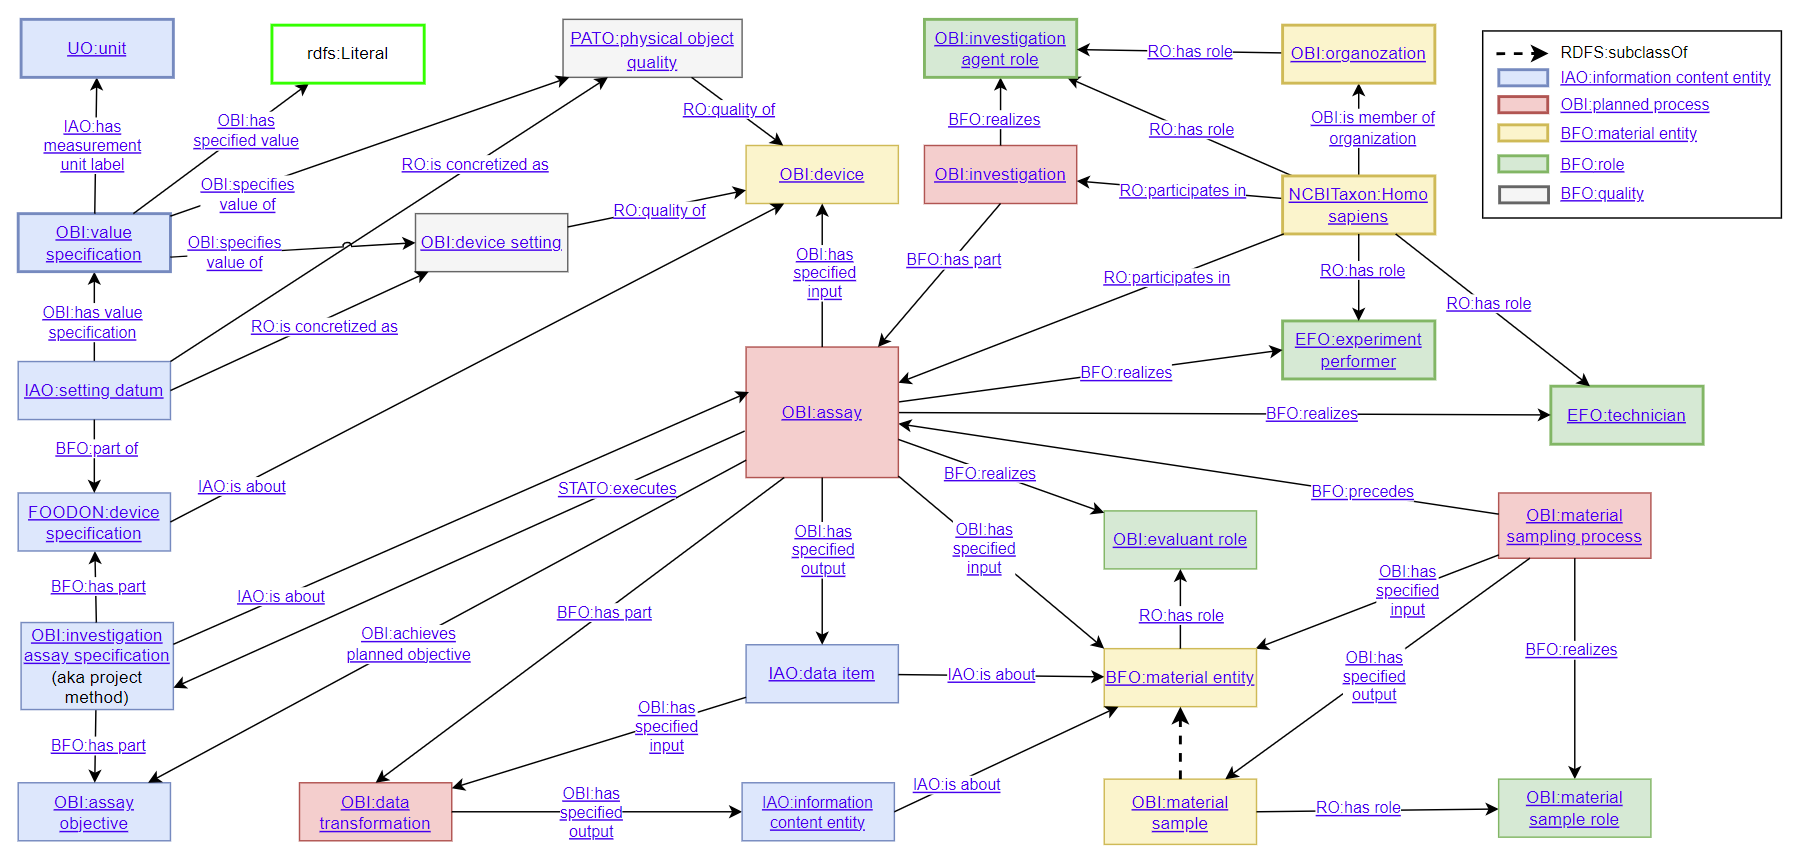 UO:unit
rdfs:Literal
PATO:physical object
quality
OBI:investigation
agent role
RO:has role
OBI:organozation
RDFS:subclassOf
IAO:information content entity
OBI:planned process
BFO:material entity
BFO:role
BFO:quality
IAO:has
measurement
unit label
OBI:has
specified value
RO:quality of
BFO:realizes
RO:has role
OBI:is member of
organization
RO:is concretized as
OBI:specifies
value of
OBI:device
OBI:investigation
RO:participates in
NCBITaxon:Homo
sapiens
OBI:value
specification
OBI:specifies
value of
OBI:device setting
RO:quality of
OBI:has
specified
input
BFO:has part
RO:participates in
RO:has role
RO:has role
OBI:has value
specification
RO:is concretized as
EFO:experiment
performer
IAO:setting datum
OBI:assay
BFO:realizes
BFO:realizes
EFO:technician
BFO:part of
IAO:is about
STATO:executes
BFO:realizes
BFO:precedes
FOODON:device
specification
OBI:has
specified
output
OBI:has
specified
input
OBI:evaluant role
OBI:material
sampling process
BFO:has part
IAO:is about
BFO:has part
OBI:has
specified
input
RO:has role
OBI:investigation
assay specification
(aka project
method)
OBI:achieves
planned objective
IAO:data item
IAO:is about
BFO:material entity
OBI:has
specified
output
BFO:realizes
BFO:has part
OBI:has
specified
input
IAO:is about
OBI:assay
objective
OBI:data
transformation
OBI:has
specified
output
IAO:information
content entity
OBI:material
sample
RO:has role
OBI:material
sample role